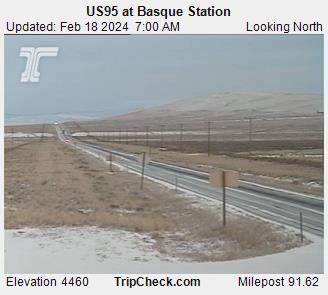 US95 at Basque Station
Updated: Feb 18 2024 7:00 AM Looking North
Elevation 4460 TripCheck.com Milepost 91.62